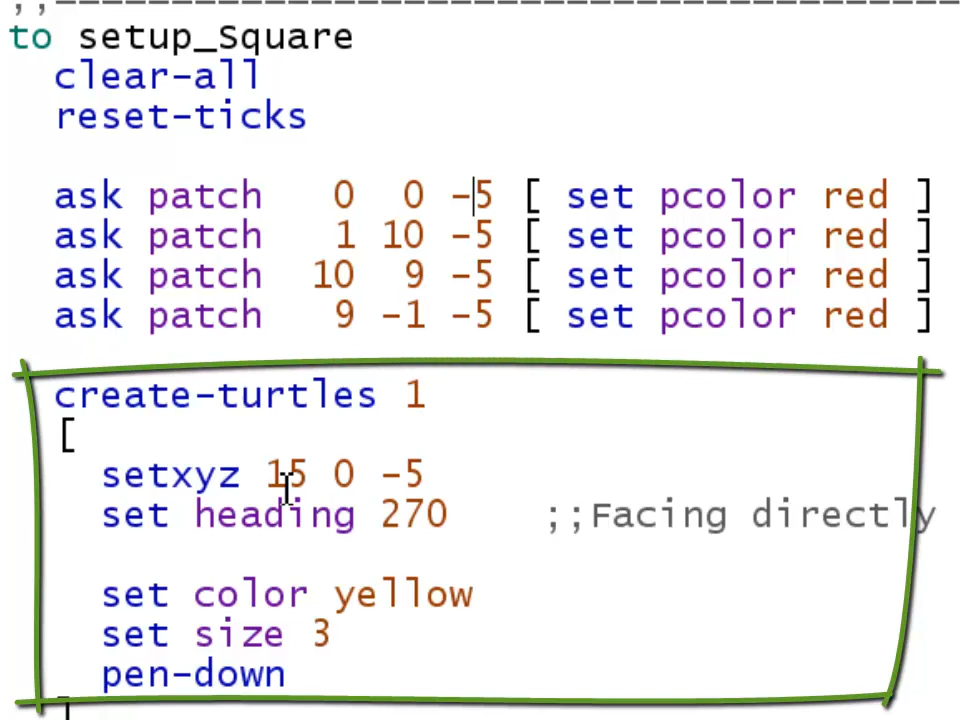 ;;----------------------------------------
to setup_Square
clear-all
reset-ticks
ask patch 0 0 -5 [ set pcolor red ]
ask patch 1 10 -5 [ set pcolor red ]
ask patch 10 9 -5 [ set pcolor red ]
ask patch 9 -1 -5 [ set pcolor red ]
create-turtles 1
[
setxyz 15 0 -5
set heading 270 ;;Facing directly
set color yellow
set size 3
pen-down
]